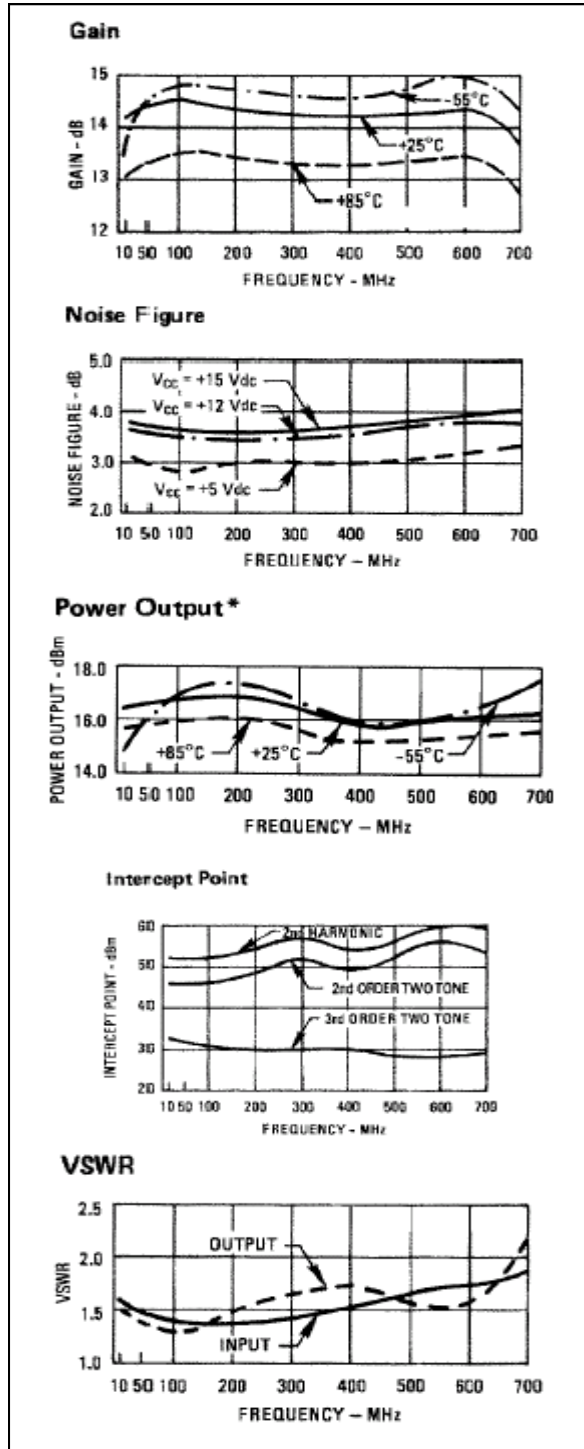 Gain
15
14
13
12
GAIN - dB
-55°C
+25°C
+85°C
10 50 100 200 300 400 500 600 700
FREQUENCY - MHz
Noise Figure
5.0
4.0
3.0
2.0
NOISE FIGURE - dB
VCC = +15 Vdc
VCC = +12 Vdc
VCC = +5 Vdc
10 50 100 200 300 400 500 600 700
FREQUENCY – MHz
Power Output*
18.0
16.0
14.0
POWER OUTPUT - dBm
+85°C +25°C -55°C
10 50 100 200 300 400 500 600 700
FREQUENCY – MHz
Intercept Point
60
50
40
30
20
INTERCEPT POINT - dBm
2nd HARMONIC
2nd ORDER TWO TONE
3rd ORDER TWO TONE
10 50 100 200 300 400 500 600 700
FREQUENCY - MHz
VSWR
2.5
2.0
1.5
1.0
VSWR
OUTPUT
INPUT
10 50 100 200 300 400 500 600 700
FREQUENCY – MHz